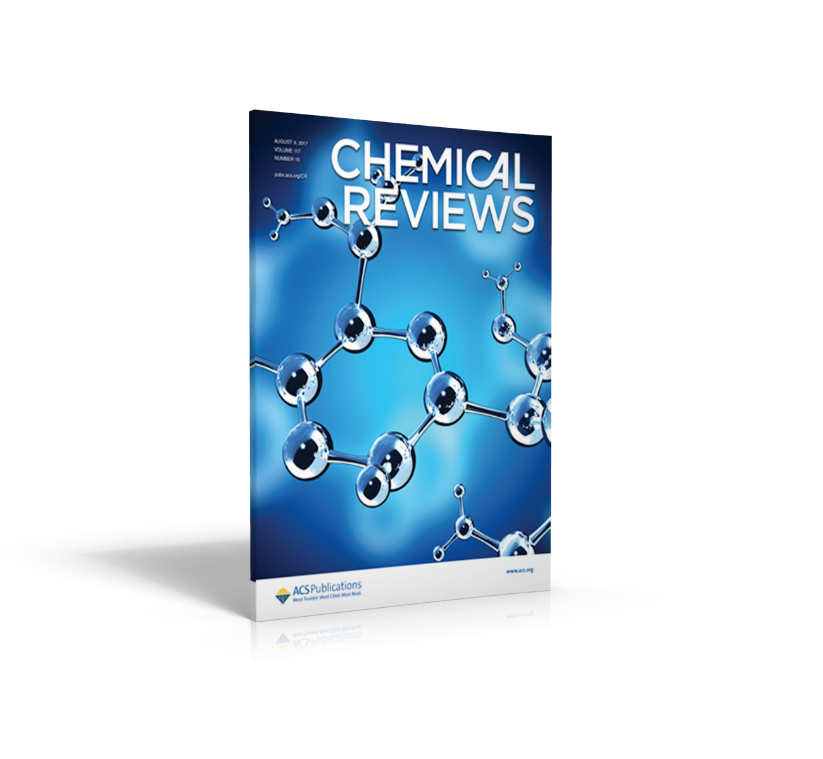 AUGUST 9, 2017
VOLUME 117
NUMBER 15
pubs.acs.org/CR
CHEMICAL
REVIEWS
www.acs.org
ACS Publications
Most Trusted. Most Cited. Most Read.